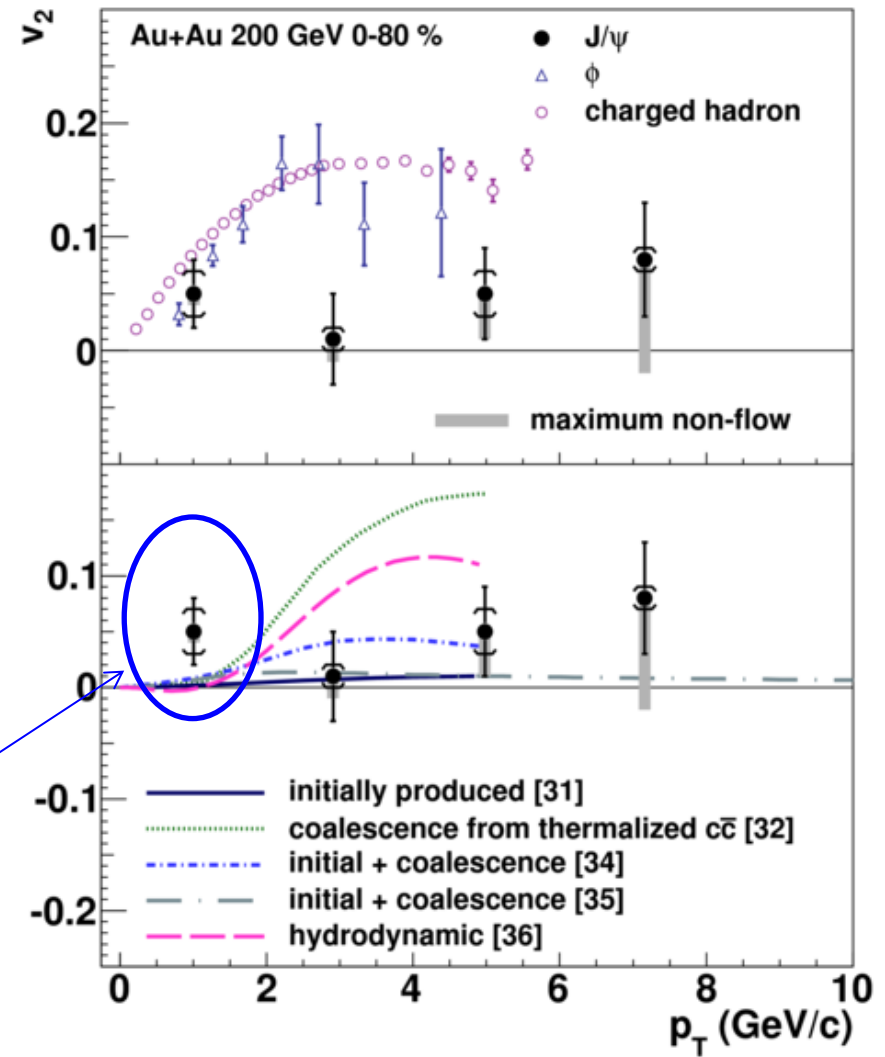 v2
Au+Au 200 GeV 0-80 %
J/ψ
ϕ
charged hadron
0.2
0.1
0
maximum non-flow
0.1
0
-0.1
-0.2
initially produced [31]
coalescence from thermalized cc̅ [32]
initial + coalescence [34]
initial + coalescence [35]
hydrodynamic [36]
0 2 4 6 8 10
pT (GeV/c)